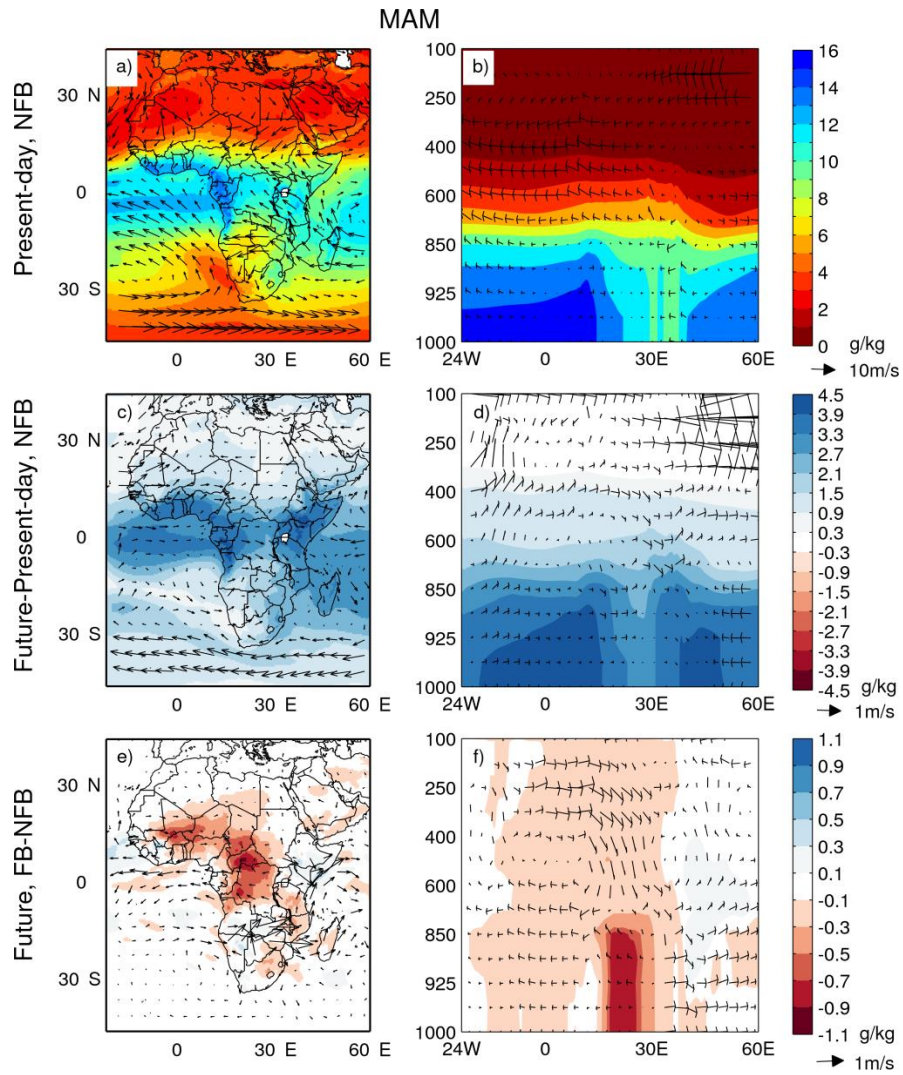 MAM
Present-day, NFB
a)
30 N
0
30 S
0 30 E 60 E
b)
100
250
400
600
850
925
1000
24W 0 30E 60E
16
14
12
10
8
6
4
2
0 g/kg
10m/s
Future-Present-day, NFB
c)
30 N
0
30 S
0 30 E 60 E
d)
100
250
400
600
850
925
1000
24W 0 30E 60E
4.5
3.9
3.3
2.7
2.1
1.5
0.9
0.3
-0.3
-0.9
-1.5
-2.1
-2.7
-3.3
-3.9
-4.5 g/kg
1m/s
Future, FB-NFB
e)
30 N
0
30 S
0 30 E 60 E
f)
100
250
400
600
850
925
1000
24W 0 30E 60E
1.1
0.9
0.7
0.5
0.3
0.1
-0.1
-0.3
-0.5
-0.7
-0.9
-1.1 g/kg
1m/s